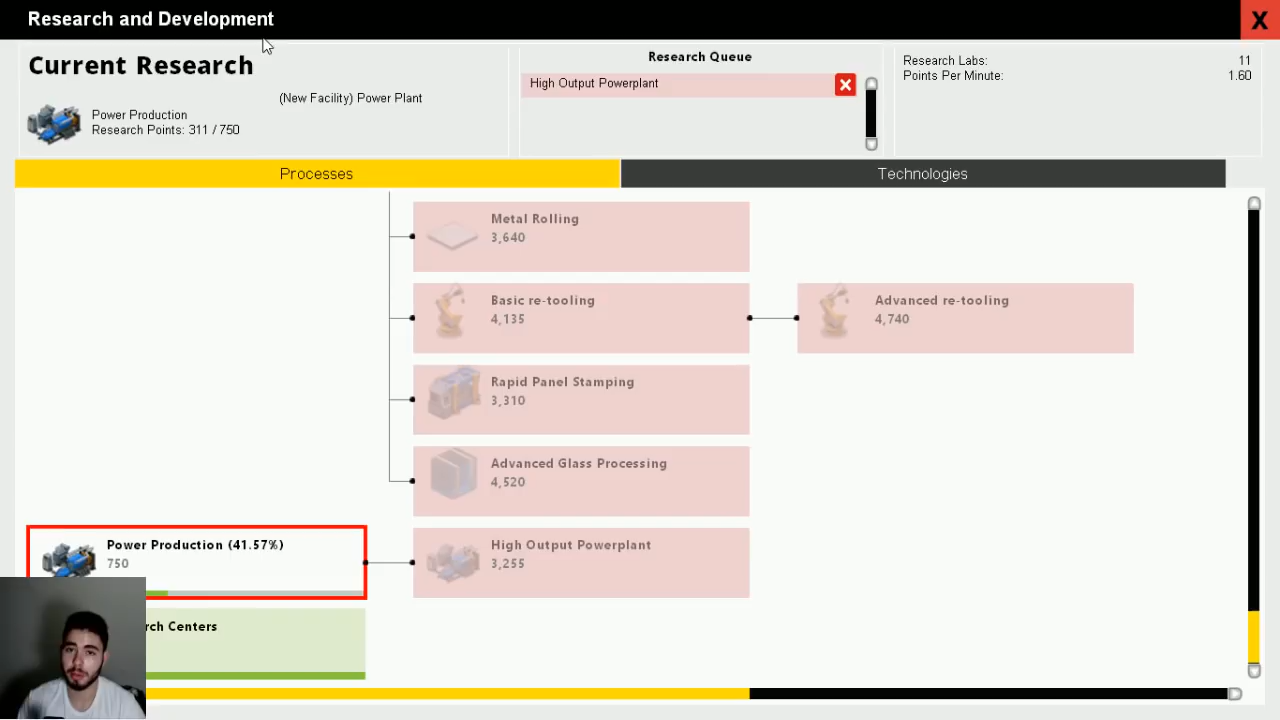 Research and Development
X
Current Research
(New Facility) Power Plant
Power Production
Research Points: 311 / 750
Research Queue
High Output Powerplant
Research Labs: 11
Points Per Minute: 1.60
Processes
Technologies
Metal Rolling
3,640
Basic re-tooling
4,135
Advanced re-tooling
4,740
Rapid Panel Stamping
3,310
Advanced Glass Processing
4,520
Power Production (41.57%)
750
High Output Powerplant
3,255
Centers